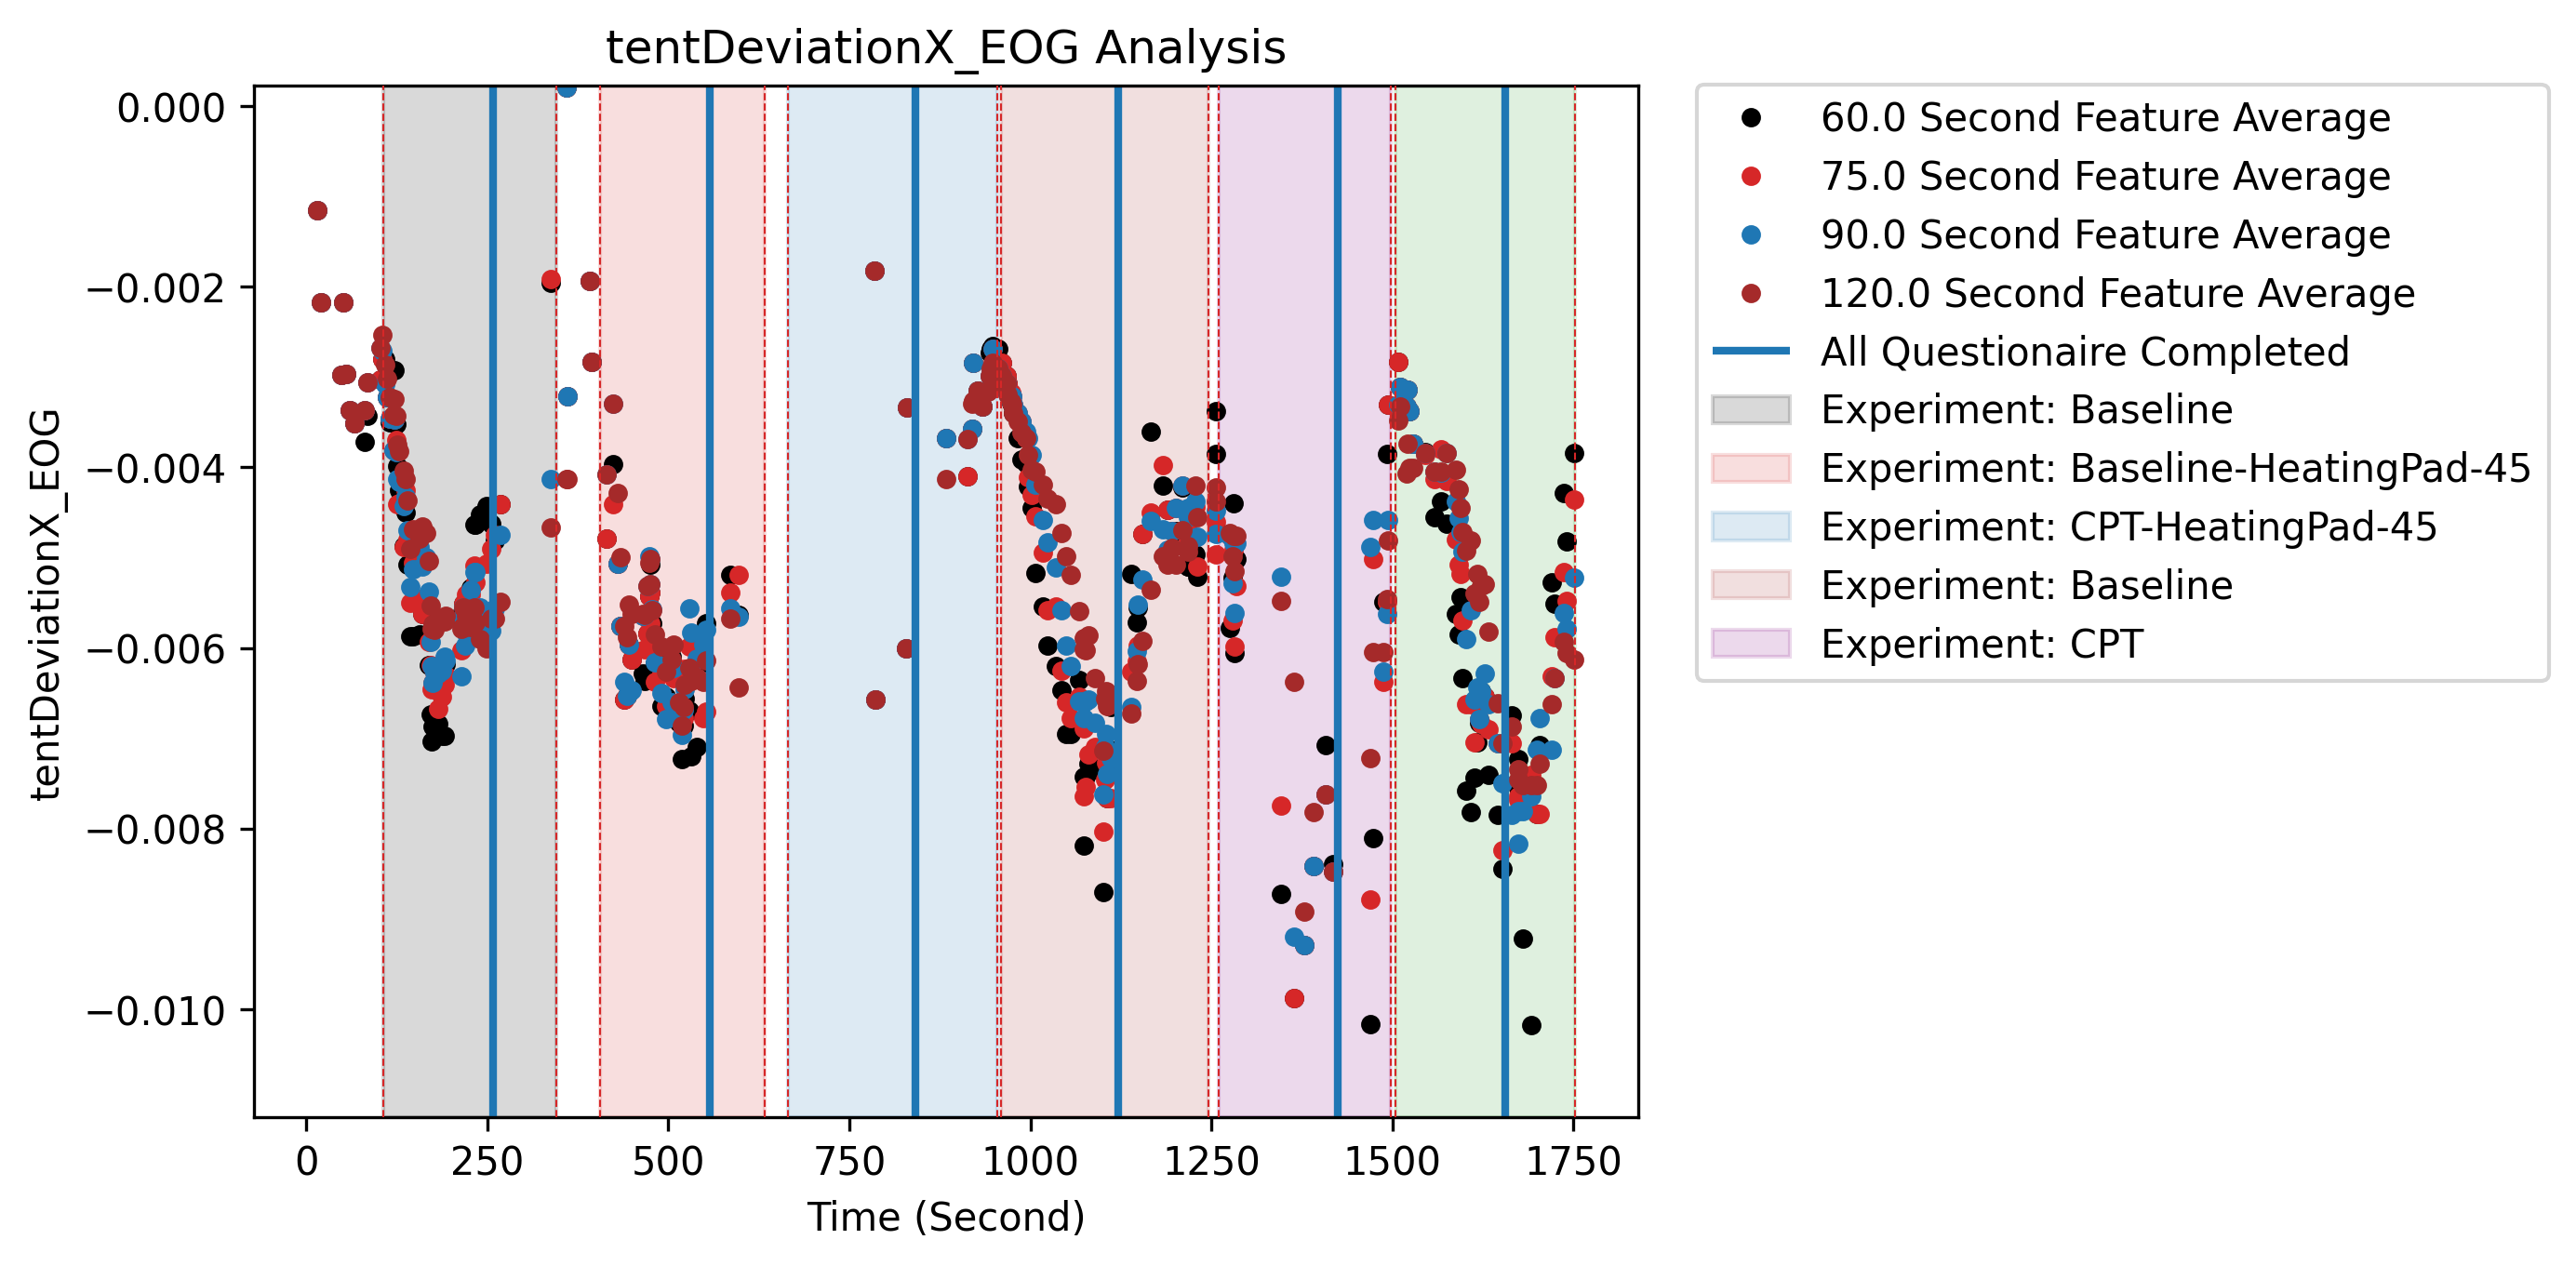 tentDeviationX_EOG Analysis
tentDeviationX_EOG
0.000
−0.002
−0.004
−0.006
−0.008
−0.010
0
250
500
750
1000
1250
1500
1750
Time (Second)
60.0 Second Feature Average
75.0 Second Feature Average
90.0 Second Feature Average
120.0 Second Feature Average
All Questionaire Completed
Experiment: Baseline
Experiment: Baseline-HeatingPad-45
Experiment: CPT-HeatingPad-45
Experiment: Baseline
Experiment: CPT